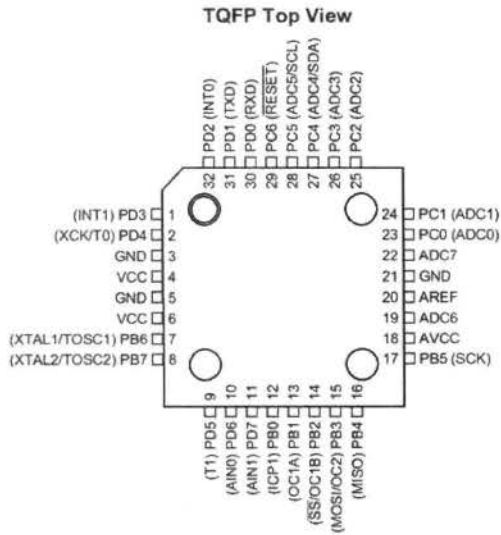 TQFP Top View
PD2 (INT0)
PD1 (TXD)
PD0 (RXD)
PC6 (RESET)
PC5 (ADC5/SCL)
PC4 (ADC4/SDA)
PC3 (ADC3)
PC2 (ADC2)
32 31 30 29 28 27 26 25
(INT1) PD3 1
(XCK/T0) PD4 2
GND 3
VCC 4
GND 5
VCC 6
(XTAL1/TOSC1) PB6 7
(XTAL2/TOSC2) PB7 8
24 PC1 (ADC1)
23 PC0 (ADC0)
22 ADC7
21 GND
20 AREF
19 ADC6
18 AVCC
17 PB5 (SCK)
9 10 11 12 13 14 15 16
(T1) PD5
(AIN0) PD6
(AIN1) PD7
(ICP1) PB0
(OC1A) PB1
(SS/OC1B) PB2
(MOSI/OC2) PB3
(MISO) PB4